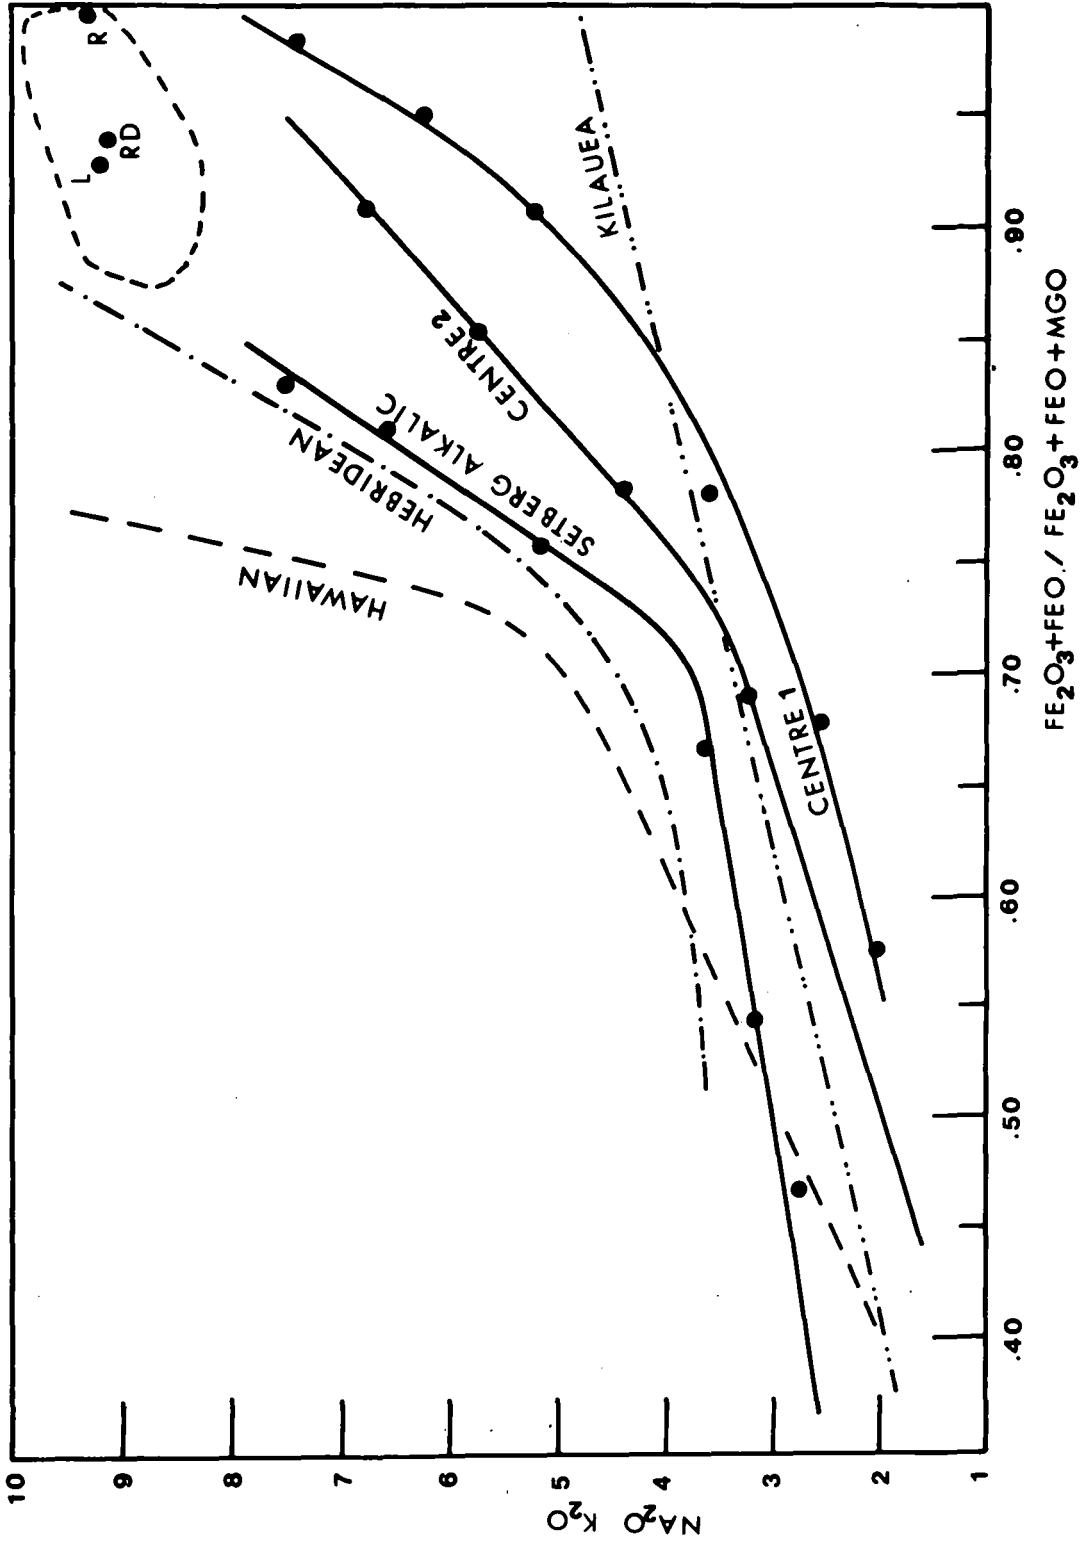 10
9
8
7
6
5
4
3
2
1
NA2O K2O
.40
.50
.60
.70
.80
.90
FE2O3+FEO / FE2O3+FEO+MGO
HAWAIIAN
HEBRIDEAN
SETBERG ALKALIC
CENTRE 2
CENTRE 1
KILAUEA
L
RD
R